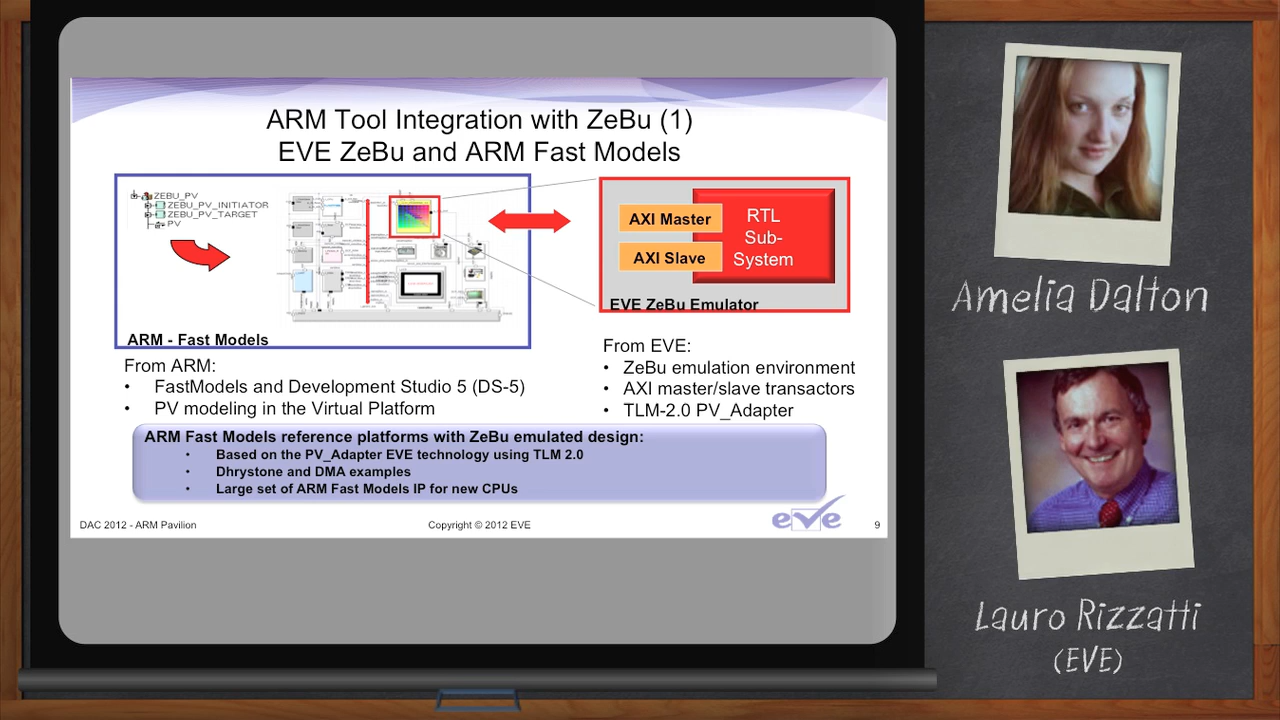 ARM Tool Integration with ZeBu (1)
EVE ZeBu and ARM Fast Models
ZEBU_PV
ZEBU_PV_INITIATOR
ZEBU_PV_TARGET
PV
ARM - Fast Models
AXI Master
AXI Slave
RTL
Sub-
System
EVE ZeBu Emulator
From ARM:
• FastModels and Development Studio 5 (DS-5)
• PV modeling in the Virtual Platform
From EVE:
• ZeBu emulation environment
• AXI master/slave transactors
• TLM-2.0 PV_Adapter
ARM Fast Models reference platforms with ZeBu emulated design:
• Based on the PV_Adapter EVE technology using TLM 2.0
• Dhrystone and DMA examples
• Large set of ARM Fast Models IP for new CPUs
DAC 2012 - ARM Pavilion
Copyright © 2012 EVE
eve
9
Amelia Dalton
Lauro Rizzatti
(EVE)